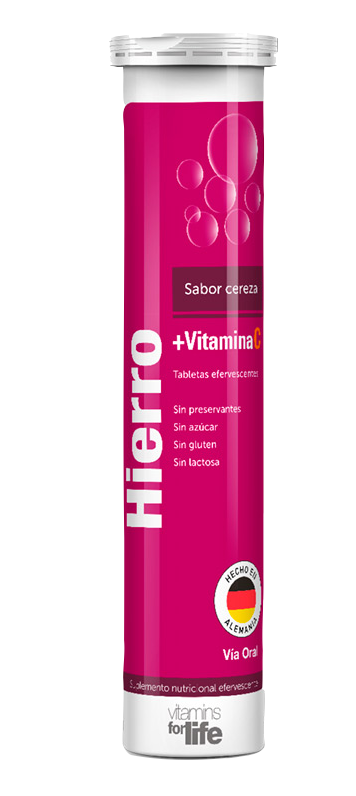 Sabor cereza
+VitaminaC
Tabletas efervescentes
Hierro
Sin preservantes
Sin azúcar
Sin gluten
Sin lactosa
HECHO EN
ALEMANIA
Vía Oral
Suplemento nutricional efervescente
vitamins
for life